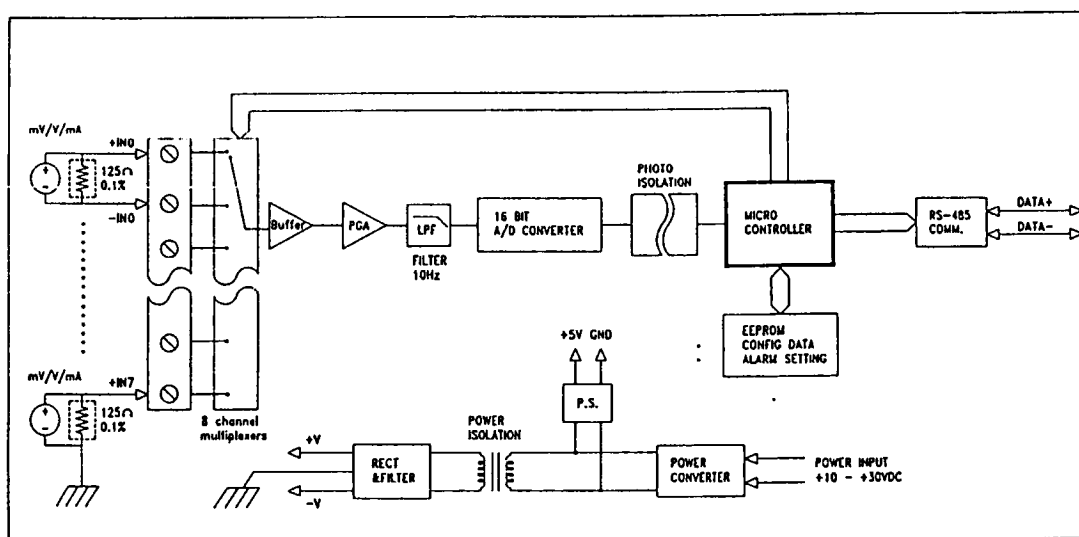 mV/V/mA
+IN0
125Ω
0.1%
-IN0
mV/V/mA
+IN7
125Ω
0.1%
8 channel
multiplexers
Buffer
PGA
LPF
FILTER
10Hz
16 BIT
A/D CONVERTER
PHOTO
ISOLATION
MICRO
CONTROLLER
RS-485
COMM.
DATA+
DATA-
EEPROM
CONFIG DATA
ALARM SETTING
+5V GND
P.S.
POWER
ISOLATION
+V
RECT
&FILTER
-V
POWER
CONVERTER
POWER INPUT
+10 - +30VDC